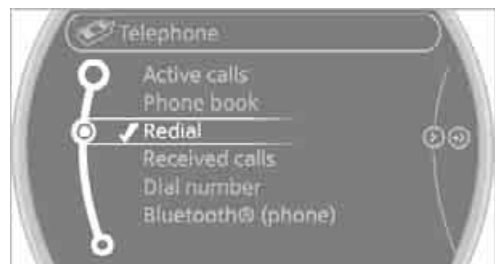 Telephone
Active calls
Phone book
Redial
Received calls
Dial number
Bluetooth® (phone)